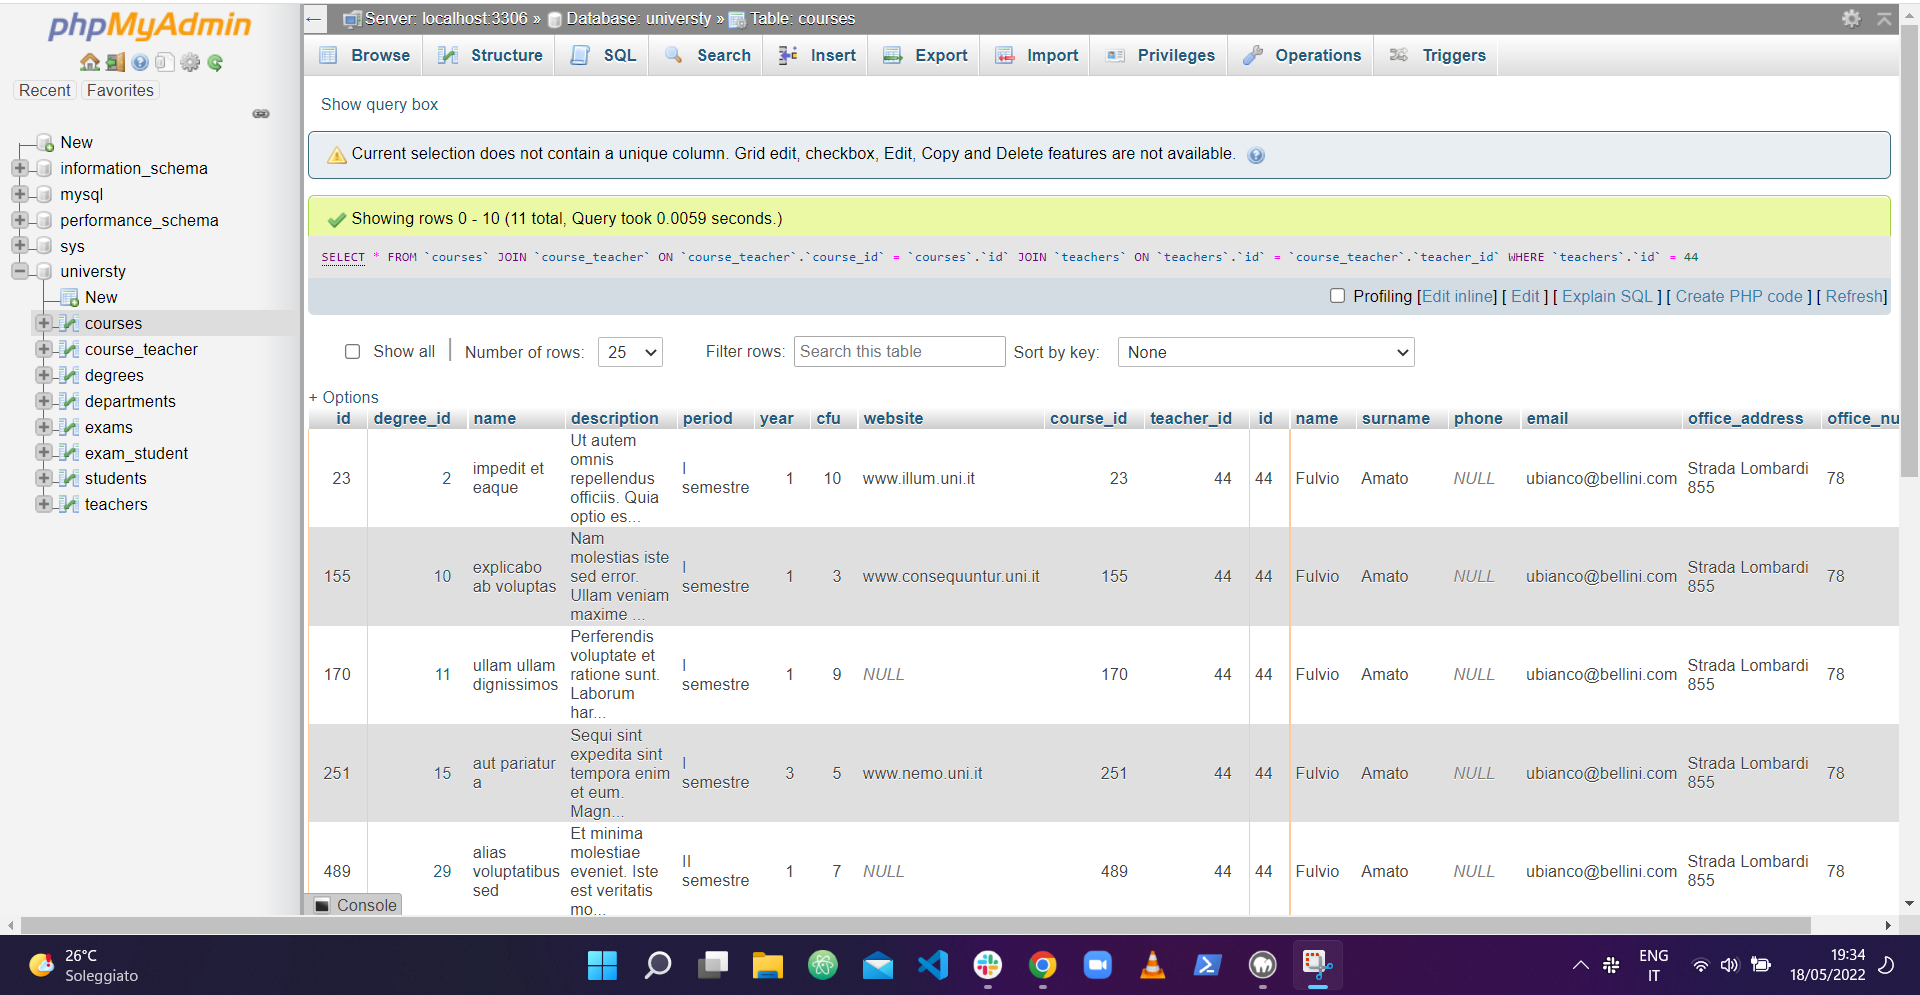 phpMyAdmin
Recent Favorites
New
information_schema
mysql
performance_schema
sys
universty
New
courses
course_teacher
degrees
departments
exams
exam_student
students
teachers
Server: localhost:3306 » Database: universty » Table: courses
Browse Structure SQL Search Insert Export Import Privileges Operations Triggers
Show query box
Current selection does not contain a unique column. Grid edit, checkbox, Edit, Copy and Delete features are not available.
Showing rows 0 - 10 (11 total, Query took 0.0059 seconds.)
SELECT * FROM `courses` JOIN `course_teacher` ON `course_teacher`.`course_id` = `courses`.`id` JOIN `teachers` ON `teachers`.`id` = `course_teacher`.`teacher_id` WHERE `teachers`.`id` = 44
Profiling [Edit inline] [ Edit ] [ Explain SQL ] [ Create PHP code ] [ Refresh]
Show all | Number of rows: 25 Filter rows: Search this table Sort by key: None
+ Options
id degree_id name description period year cfu website course_id teacher_id id name surname phone email office_address office_nu
23 2 impedit et eaque Ut autem omnis repellendus officiis. Quia optio es... I semestre 1 10 www.illum.uni.it 23 44 44 Fulvio Amato NULL ubianco@bellini.com Strada Lombardi 855 78
155 10 explicabo ab voluptas Nam molestias iste sed error. Ullam veniam maxime ... I semestre 1 3 www.consequuntur.uni.it 155 44 44 Fulvio Amato NULL ubianco@bellini.com Strada Lombardi 855 78
170 11 ullam ullam dignissimos Perferendis voluptate et ratione sunt. Laborum har... I semestre 1 9 NULL 170 44 44 Fulvio Amato NULL ubianco@bellini.com Strada Lombardi 855 78
251 15 aut pariatur a Sequi sint expedita sint tempora enim et eum. Magn... I semestre 3 5 www.nemo.uni.it 251 44 44 Fulvio Amato NULL ubianco@bellini.com Strada Lombardi 855 78
489 29 alias voluptatibus sed Et minima molestiae eveniet. Iste est veritatis mo... II semestre 1 7 NULL 489 44 44 Fulvio Amato NULL ubianco@bellini.com Strada Lombardi 855 78
Console
26°C
Soleggiato
ENG
IT
19:34
18/05/2022